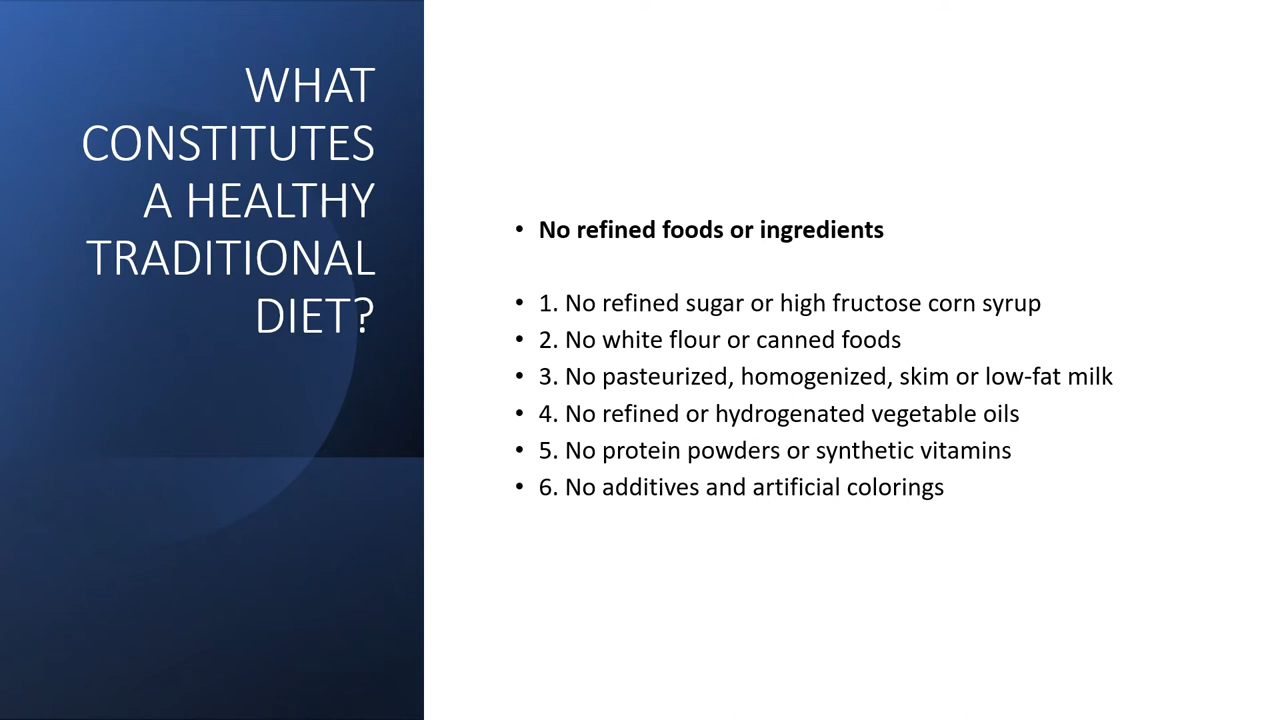 WHAT
CONSTITUTES
A HEALTHY
TRADITIONAL
DIET?
• No refined foods or ingredients
• 1. No refined sugar or high fructose corn syrup
• 2. No white flour or canned foods
• 3. No pasteurized, homogenized, skim or low-fat milk
• 4. No refined or hydrogenated vegetable oils
• 5. No protein powders or synthetic vitamins
• 6. No additives and artificial colorings